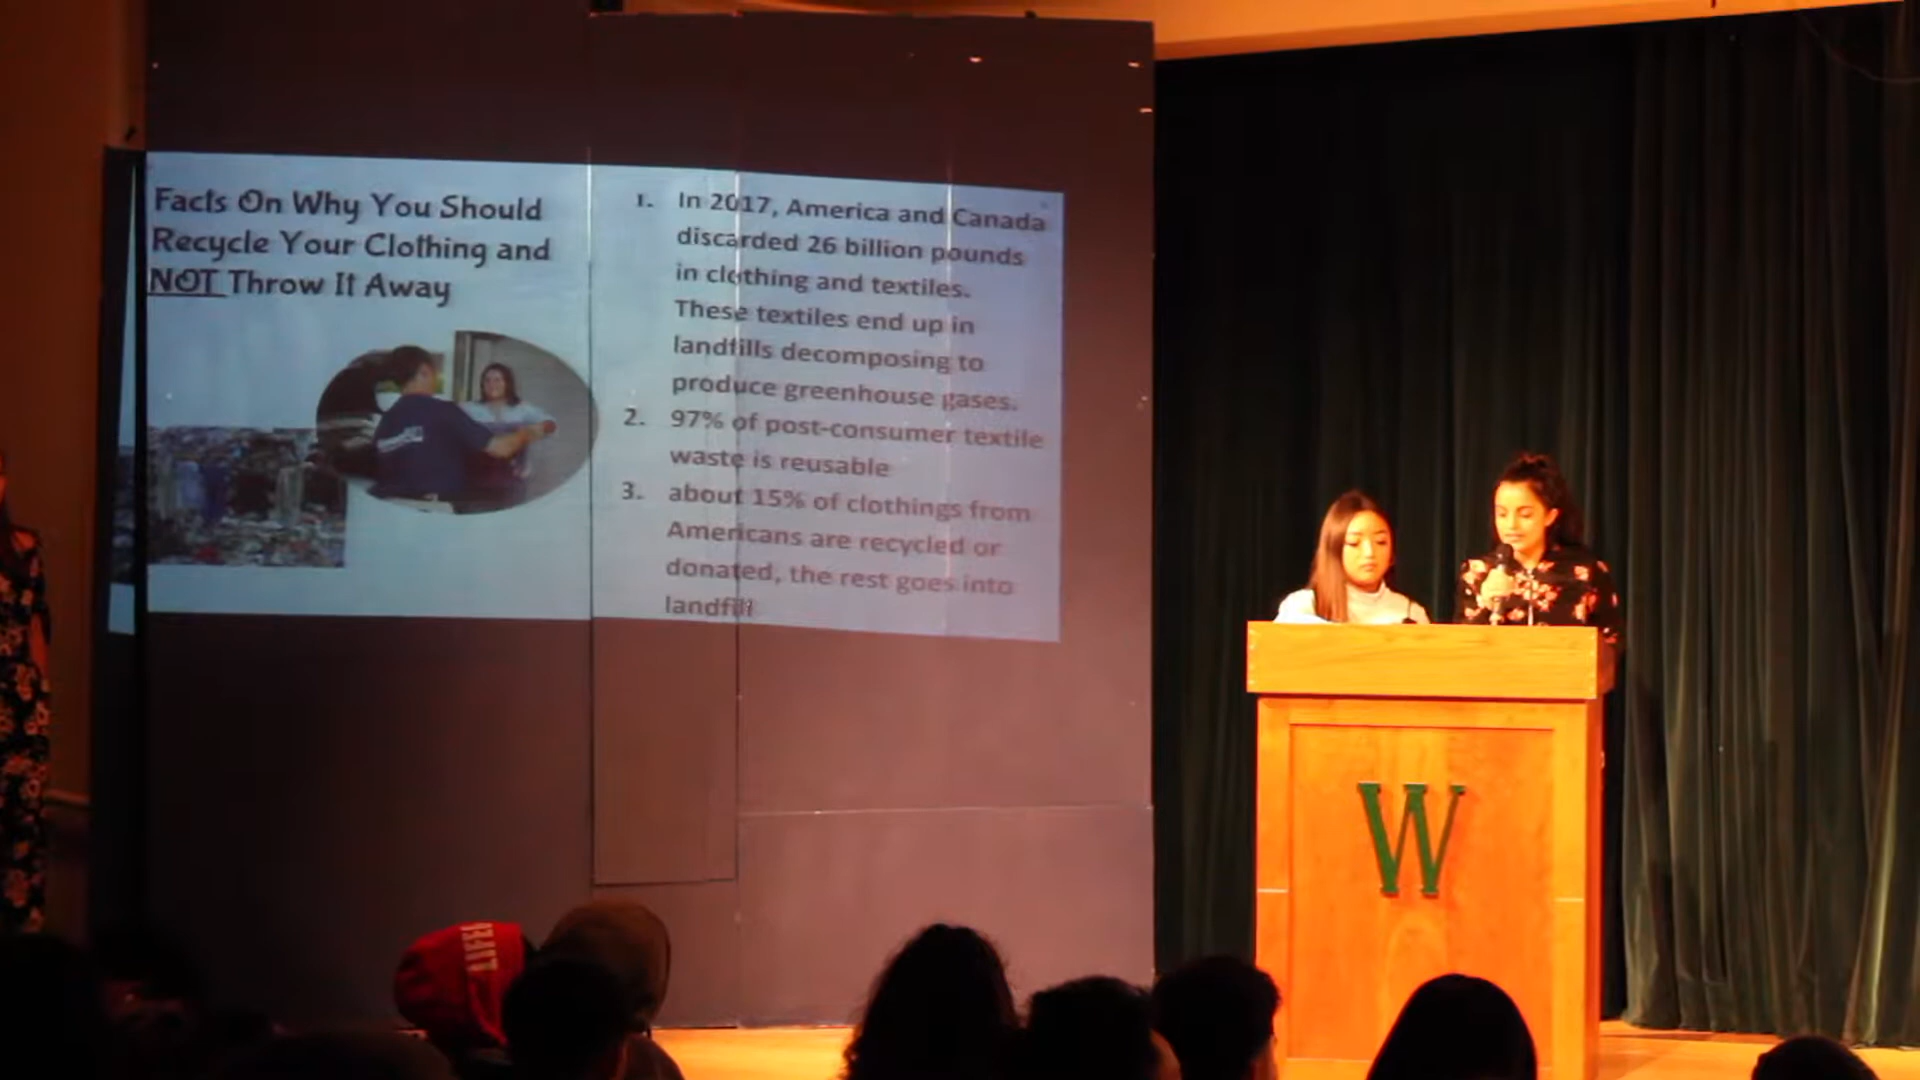 Facts On Why You Should
Recycle Your Clothing and
NOT Throw It Away
1. In 2017, America and Canada
discarded 26 billion pounds
in clothing and textiles.
These textiles end up in
landfills decomposing to
produce greenhouse gases.
2. 97% of post-consumer textile
waste is reusable
3. about 15% of clothings from
Americans are recycled or
donated, the rest goes into
landfill
W